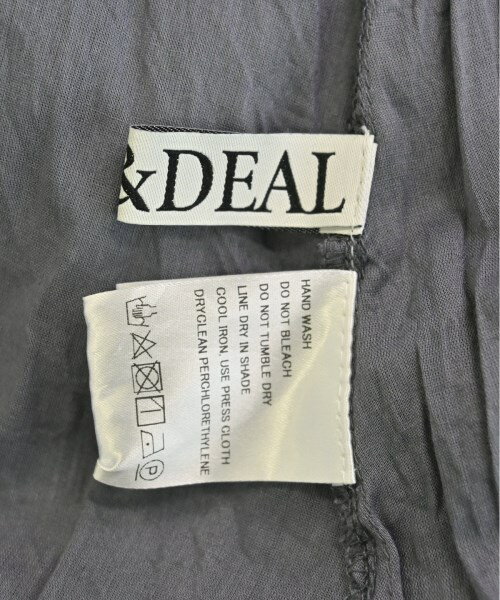 &DEAL
HAND WASH
DO NOT BLEACH
DO NOT TUMBLE DRY
LINE DRY IN SHADE
COOL IRON, USE PRESS CLOTH
DRYCLEAN PERCHLORETHYLENE
P